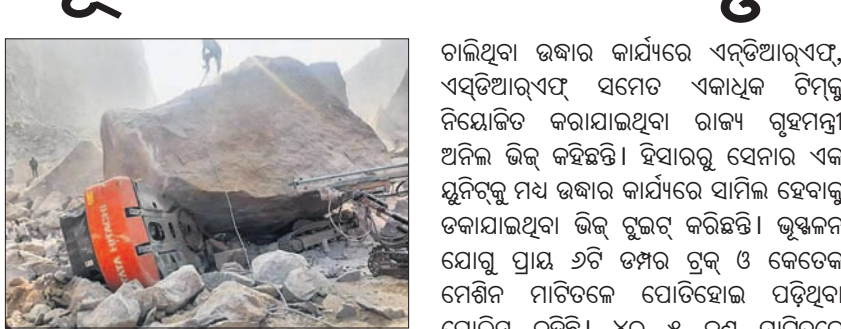 ଚାଲିଥିବା ଉଦ୍ଧାର କାର୍ଯ୍ୟରେ ଏନ୍‌ଡିଆର୍‌ଏଫ୍,
ଏସ୍‌ଡିଆର୍‌ଏଫ୍ ସମେତ ଏକାଧିକ ଟିମ୍‌କୁ
ନିୟୋଜିତ କରାଯାଇଥିବା ରାଜ୍ୟ ଗୃହମନ୍ତ୍ରୀ
ଅନିଲ ଭିଜ୍ କହିଛନ୍ତି। ହିସାରରୁ ସେନାର ଏକ
ୟୁନିଟ୍‌କୁ ମଧ୍ୟ ଉଦ୍ଧାର କାର୍ଯ୍ୟରେ ସାମିଲ ହେବାକୁ
ଡକାଯାଇଥିବା ଭିଜ୍ ଟୁଇଟ୍ କରିଛନ୍ତି। ଭୂସ୍ଖଳନ
ଯୋଗୁ ପ୍ରାୟ ୬ଟି ଡମ୍ପର ଟ୍ରକ୍ ଓ କେତେକ
ମେଶିନ ମାଟିତଳେ ପୋତିହୋଇ ପଡ଼ିଥିବା
TATA HITACHI